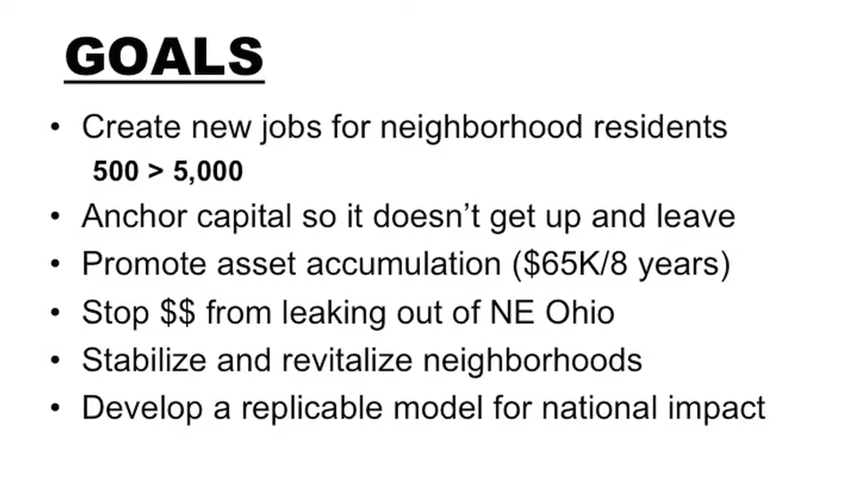 GOALS
• Create new jobs for neighborhood residents
500 > 5,000
• Anchor capital so it doesn’t get up and leave
• Promote asset accumulation ($65K/8 years)
• Stop $$ from leaking out of NE Ohio
• Stabilize and revitalize neighborhoods
• Develop a replicable model for national impact